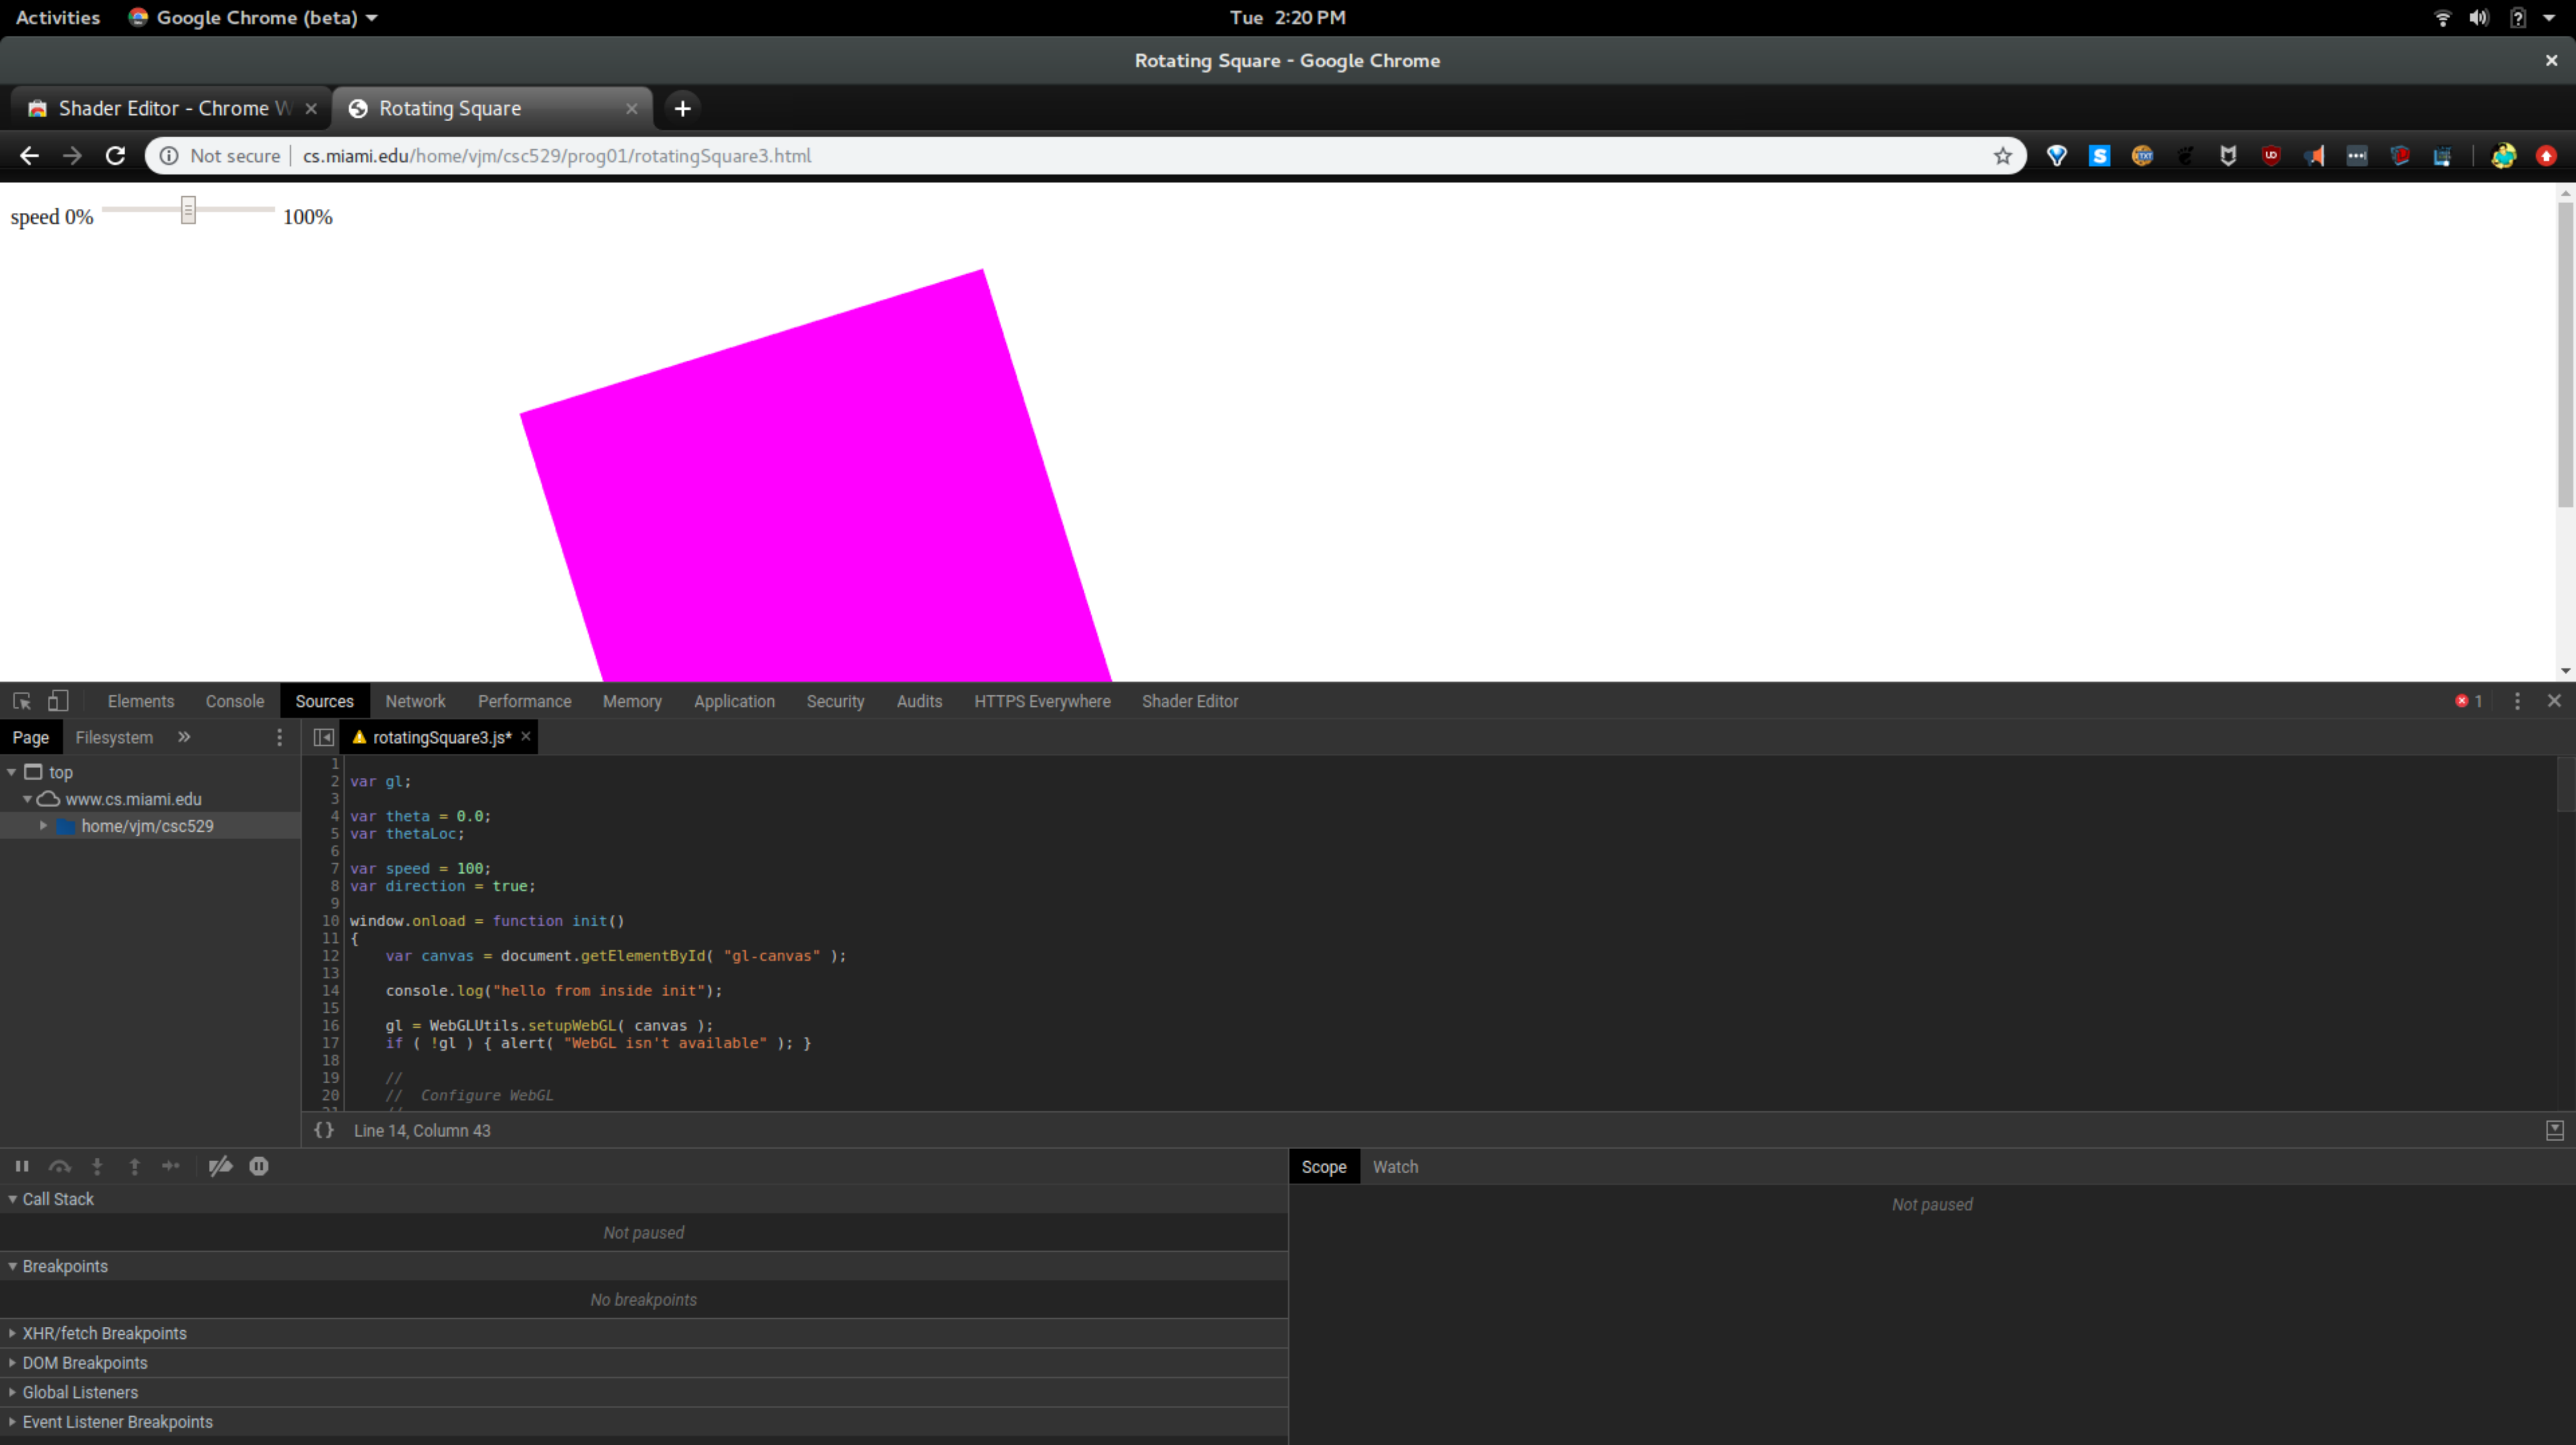 Activities Google Chrome (beta) Tue 2:20 PM
Rotating Square - Google Chrome
Shader Editor - Chrome W Rotating Square
Not secure cs.miami.edu/home/vjm/csc529/prog01/rotatingSquare3.html
speed 0% 100%
Elements Console Sources Network Performance Memory Application Security Audits HTTPS Everywhere Shader Editor 1
Page Filesystem » rotatingSquare3.js*
top
www.cs.miami.edu
home/vjm/csc529
1
2 var gl;
3
4 var theta = 0.0;
5 var thetaLoc;
6
7 var speed = 100;
8 var direction = true;
9
10 window.onload = function init()
11 {
12 var canvas = document.getElementById( "gl-canvas" );
13
14 console.log("hello from inside init");
15
16 gl = WebGLUtils.setupWebGL( canvas );
17 if ( !gl ) { alert( "WebGL isn't available" ); }
18
19 //
20 // Configure WebGL
21 //
{} Line 14, Column 43
Scope Watch
Call Stack
Not paused
Not paused
Breakpoints
No breakpoints
XHR/fetch Breakpoints
DOM Breakpoints
Global Listeners
Event Listener Breakpoints